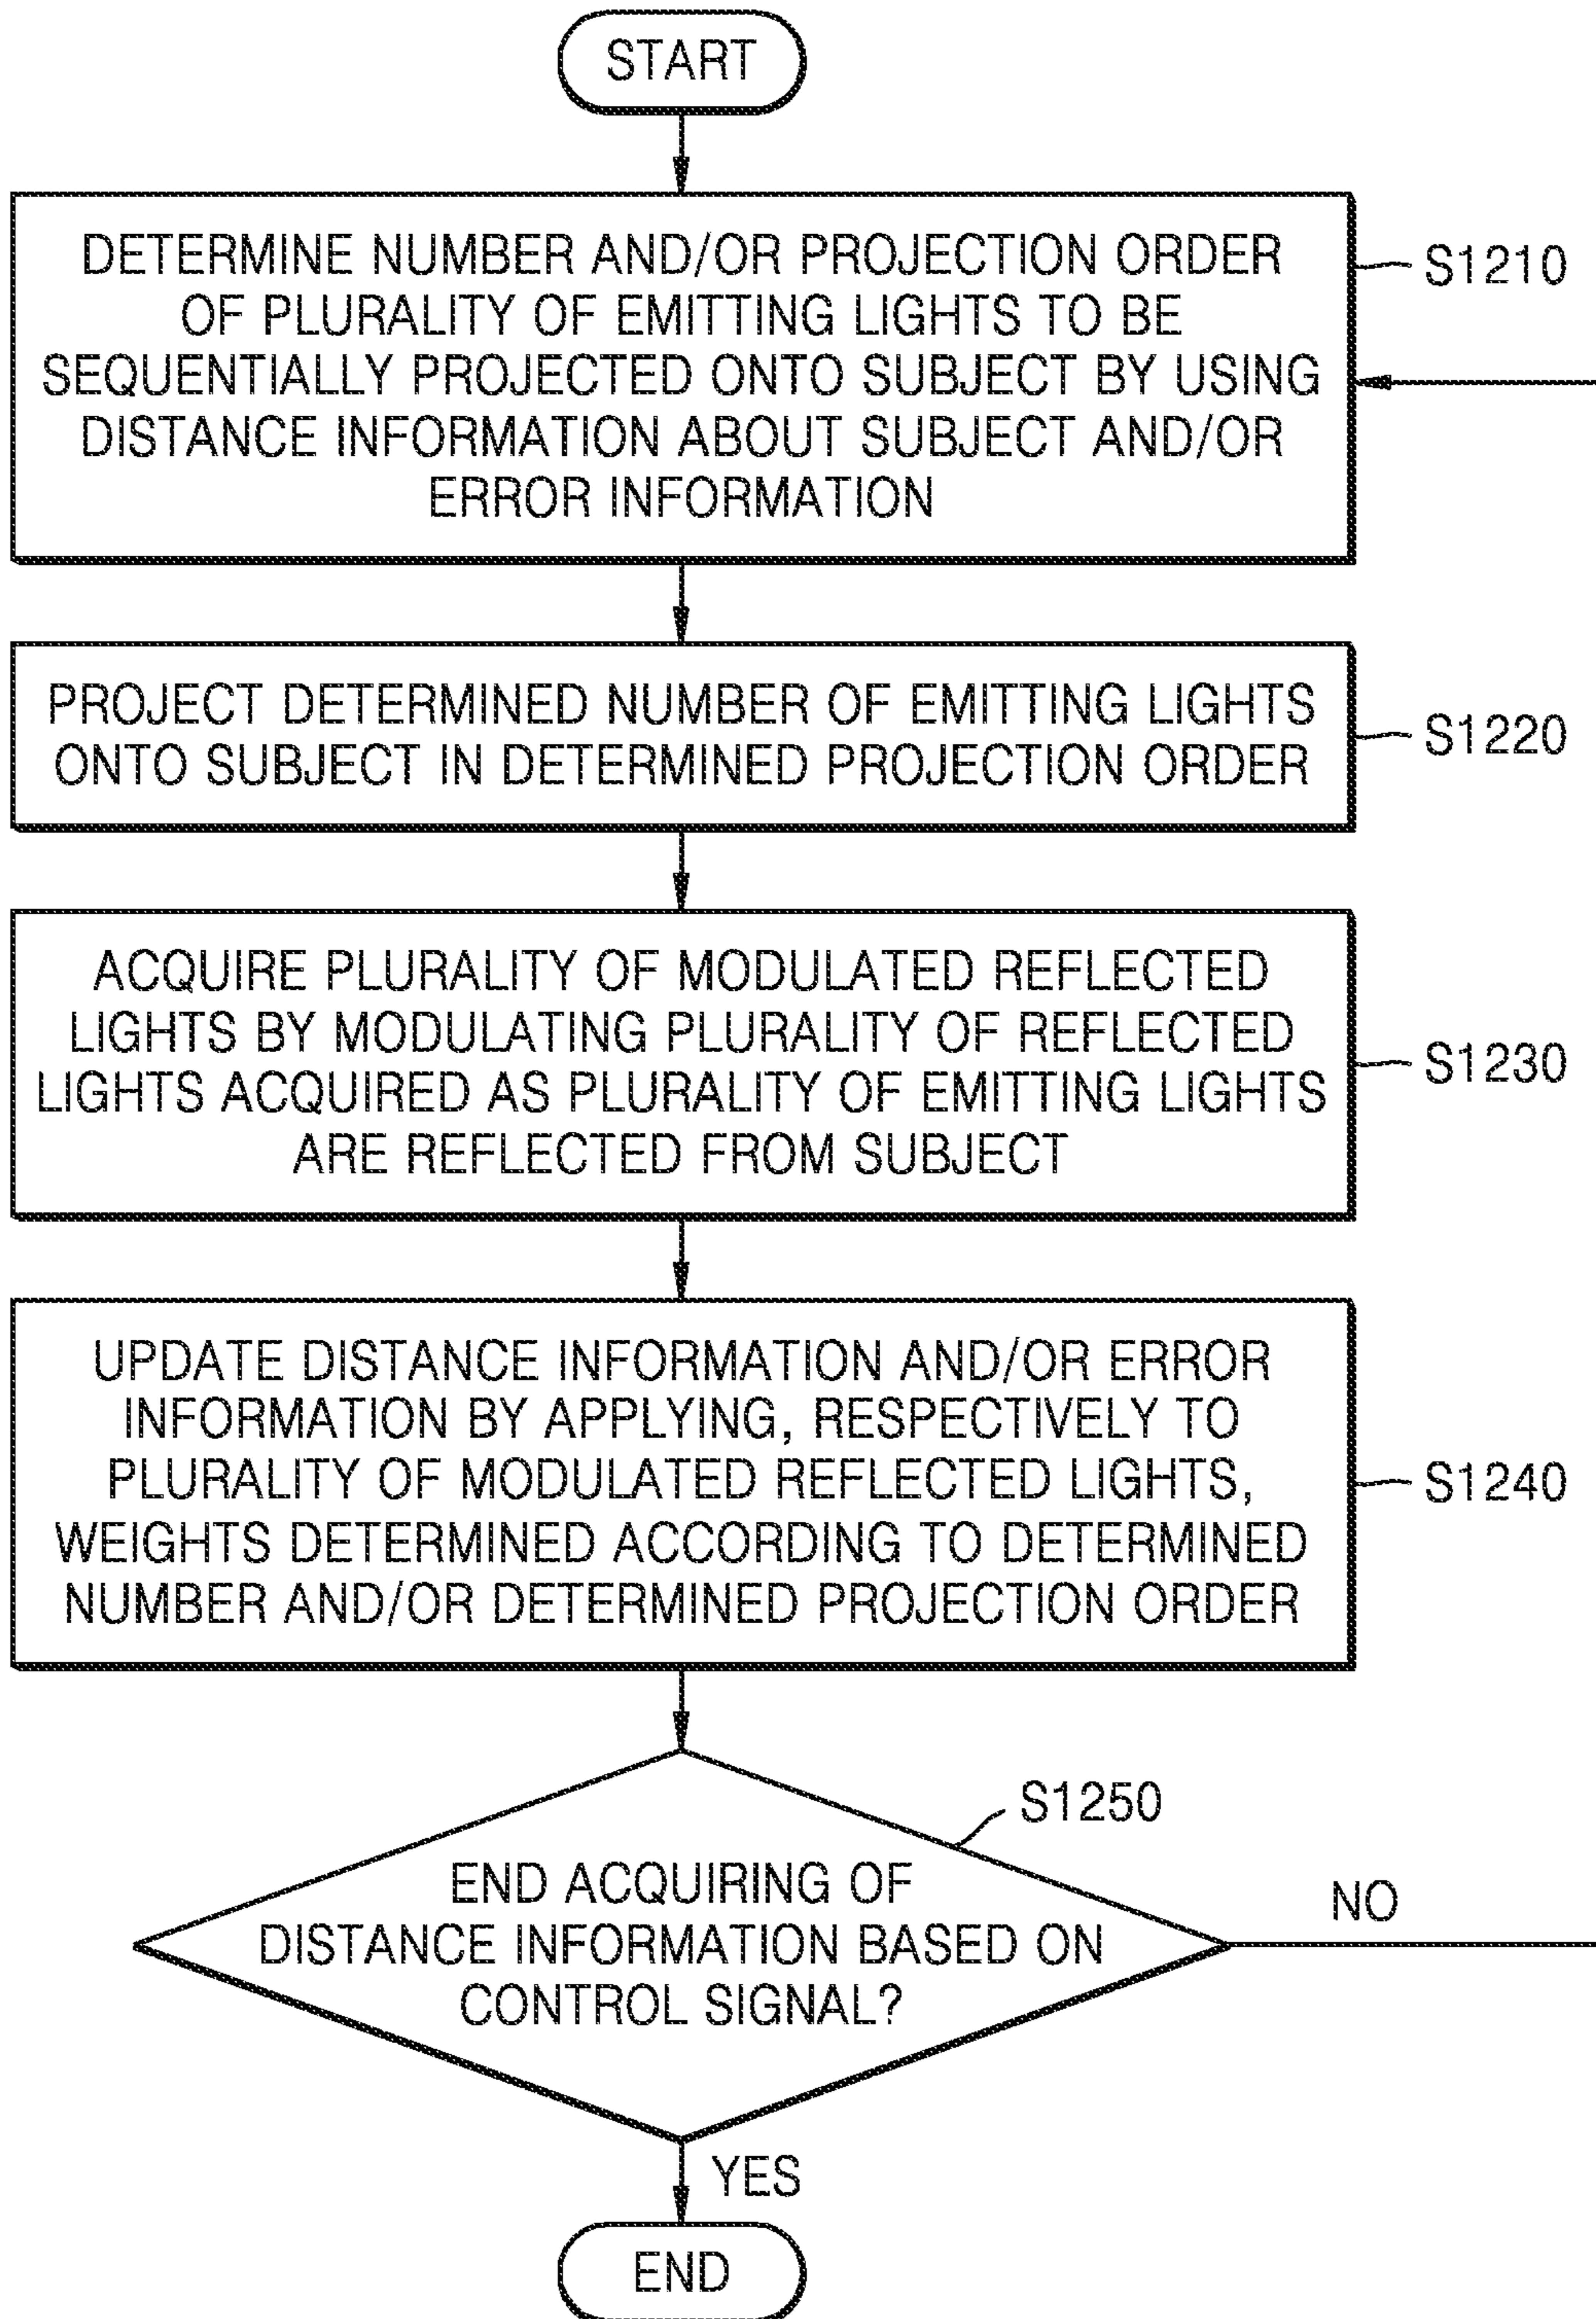 START
DETERMINE NUMBER AND/OR PROJECTION ORDER
OF PLURALITY OF EMITTING LIGHTS TO BE
SEQUENTIALLY PROJECTED ONTO SUBJECT BY USING
DISTANCE INFORMATION ABOUT SUBJECT AND/OR
ERROR INFORMATION
S1210
PROJECT DETERMINED NUMBER OF EMITTING LIGHTS
ONTO SUBJECT IN DETERMINED PROJECTION ORDER
S1220
ACQUIRE PLURALITY OF MODULATED REFLECTED
LIGHTS BY MODULATING PLURALITY OF REFLECTED
LIGHTS ACQUIRED AS PLURALITY OF EMITTING LIGHTS
ARE REFLECTED FROM SUBJECT
S1230
UPDATE DISTANCE INFORMATION AND/OR ERROR
INFORMATION BY APPLYING, RESPECTIVELY TO
PLURALITY OF MODULATED REFLECTED LIGHTS,
WEIGHTS DETERMINED ACCORDING TO DETERMINED
NUMBER AND/OR DETERMINED PROJECTION ORDER
S1240
S1250
END ACQUIRING OF
DISTANCE INFORMATION BASED ON
CONTROL SIGNAL?
NO
YES
END